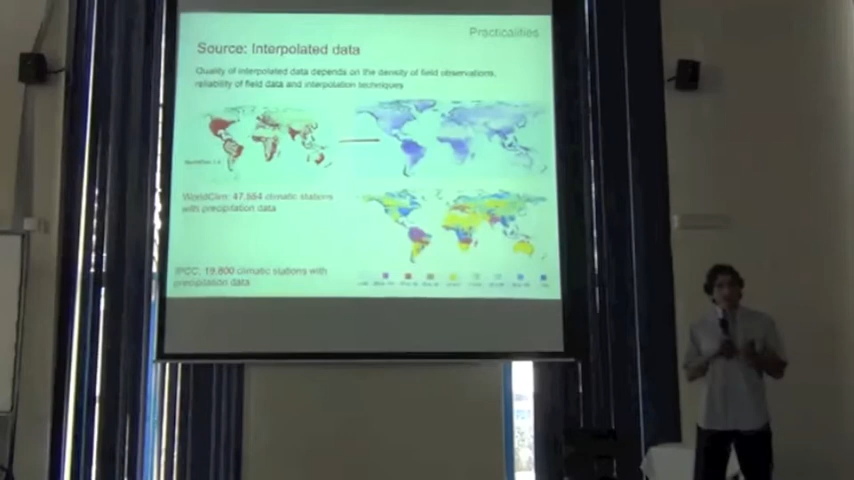 Practicalities
Source: Interpolated data
Quality of interpolated data depends on the density of field observations,
reliability of field data and interpolation techniques
WorldClim: 47,554 climatic stations
with precipitation data
IPCC: 19,800 climatic stations with
precipitation data